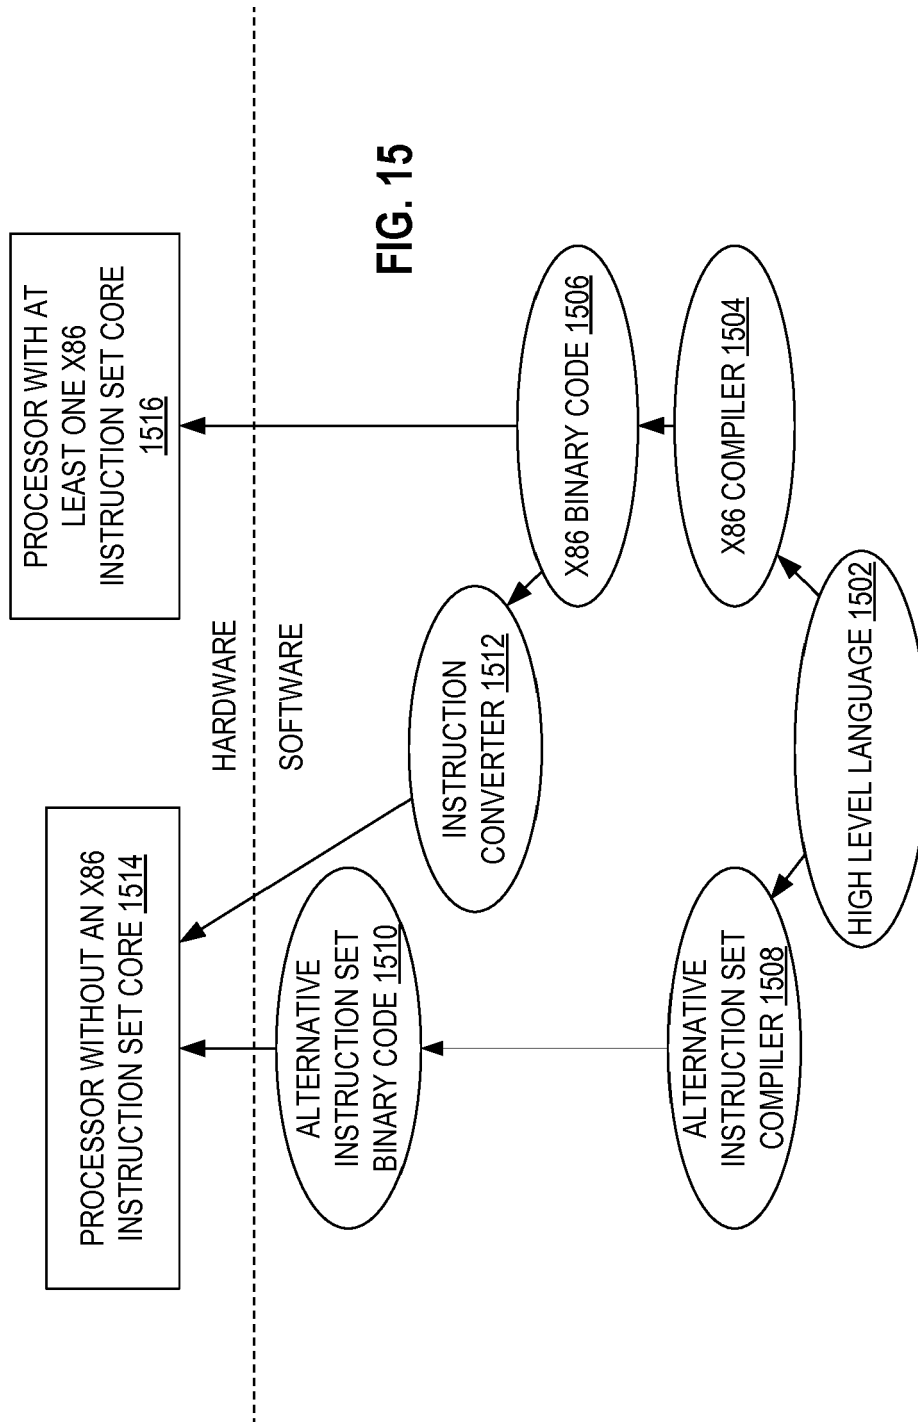 PROCESSOR WITHOUT AN X86
INSTRUCTION SET CORE 1514
PROCESSOR WITH AT
LEAST ONE X86
INSTRUCTION SET CORE
1516
HARDWARE
SOFTWARE
ALTERNATIVE
INSTRUCTION SET
BINARY CODE 1510
INSTRUCTION
CONVERTER 1512
FIG. 15
X86 BINARY CODE 1506
ALTERNATIVE
INSTRUCTION SET
COMPILER 1508
X86 COMPILER 1504
HIGH LEVEL LANGUAGE 1502